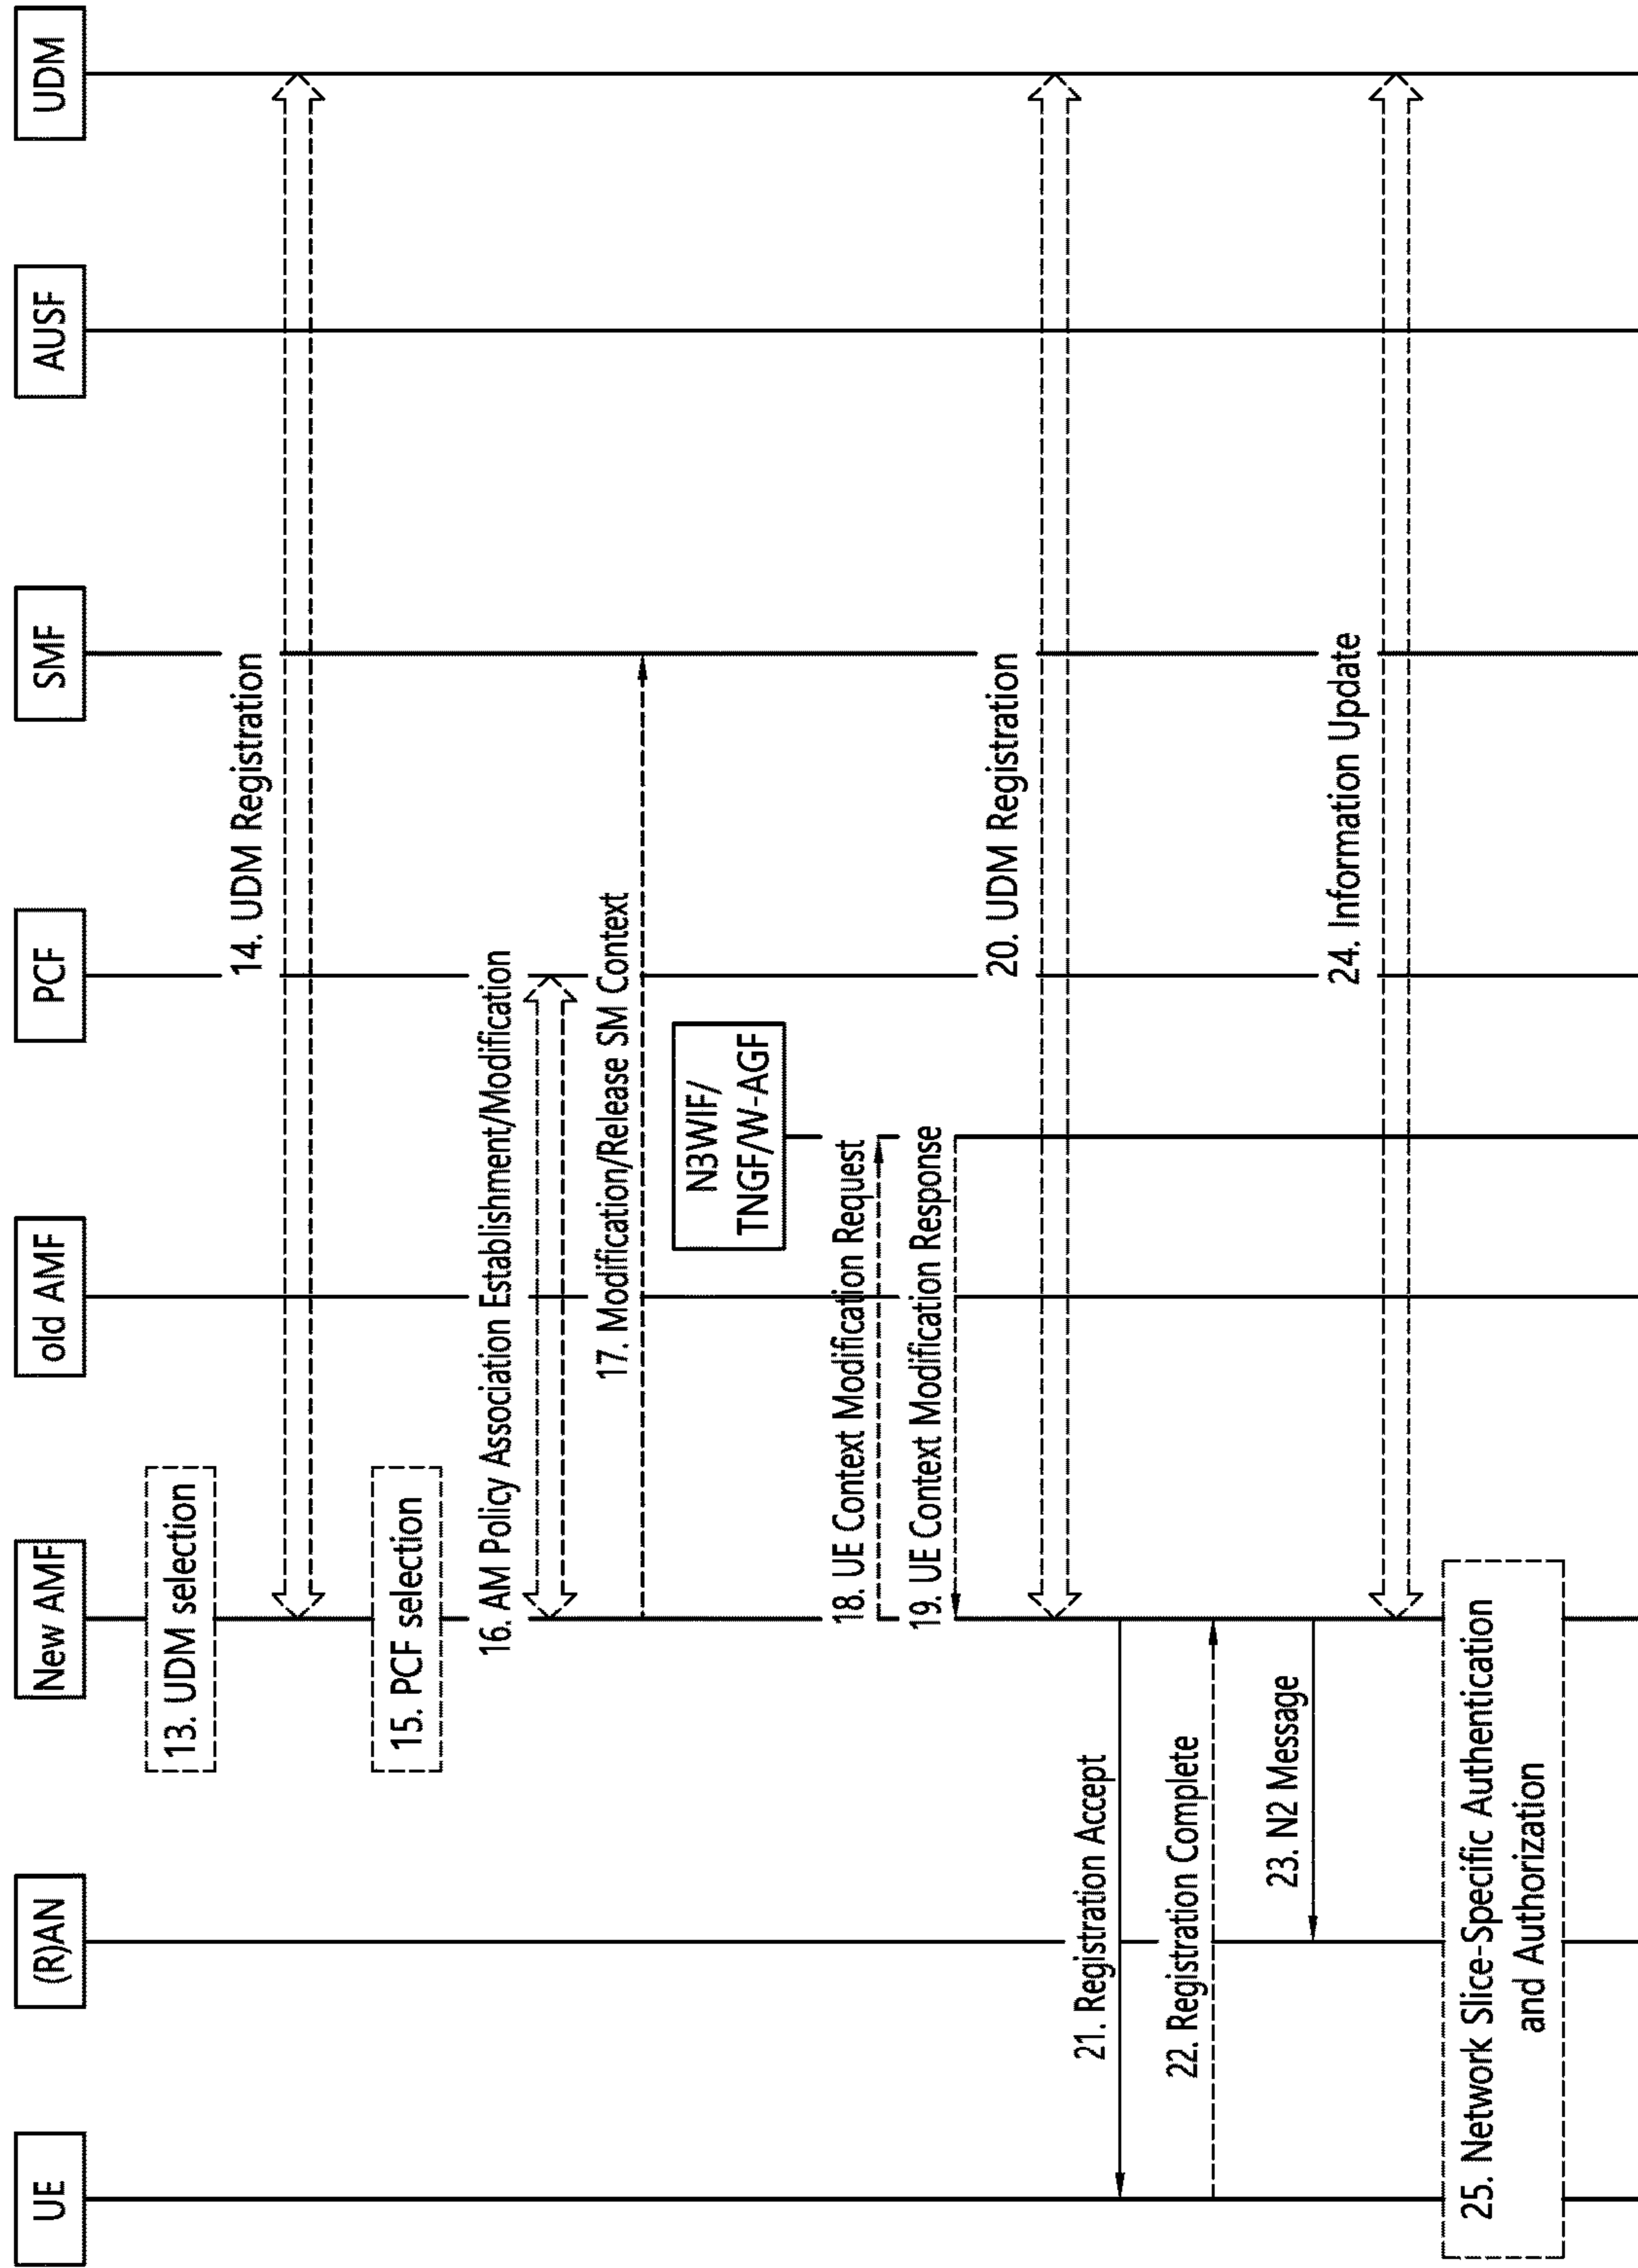 UE
(R)AN
New AMF
old AMF
PCF
SMF
AUSF
UDM
13. UDM selection
14. UDM Registration
15. PCF selection
16. AM Policy Association Establishment/Modification
17. Modification/Release SM Context
N3WIF/
TNGF/W-AGF
18. UE Context Modification Request
19. UE Context Modification Response
20. UDM Registration
21. Registration Accept
22. Registration Complete
23. N2 Message
24. Information Update
25. Network Slice-Specific Authentication
and Authorization